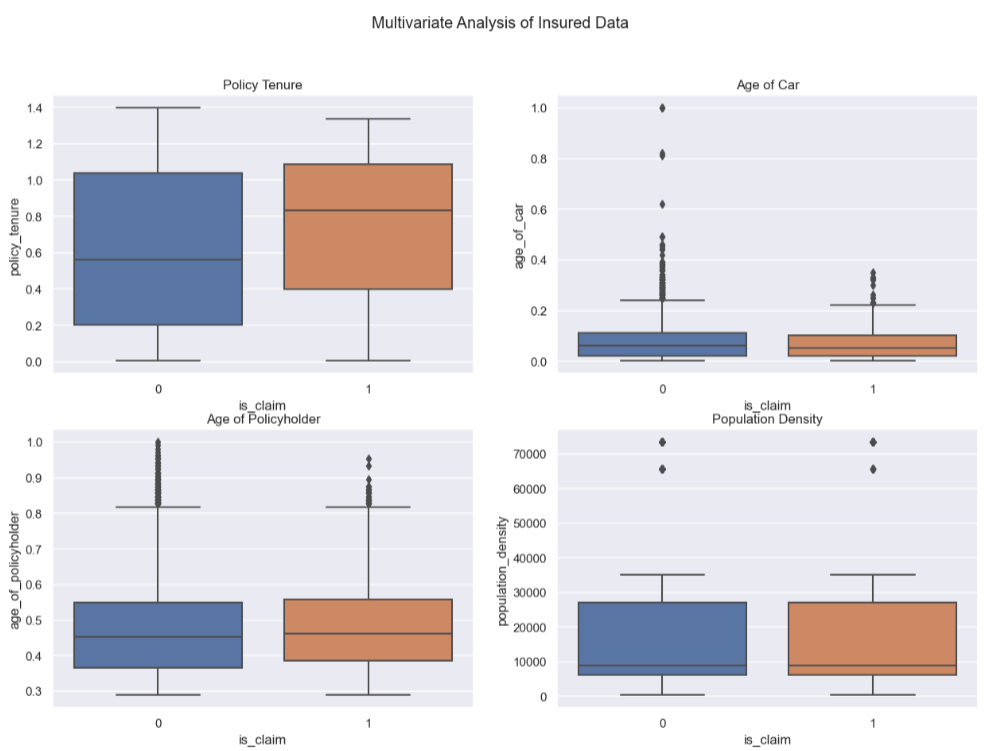 Multivariate Analysis of Insured Data
Policy Tenure
1.4
1.2
1.0
0.8
0.6
0.4
0.2
0.0
policy_tenure
0 1
is_claim
Age of Car
1.0
0.8
0.6
0.4
0.2
0.0
age_of_car
0 1
is_claim
Age of Policyholder
1.0
0.9
0.8
0.7
0.6
0.5
0.4
0.3
age_of_policyholder
0 1
is_claim
Population Density
70000
60000
50000
40000
30000
20000
10000
0
population_density
0 1
is_claim